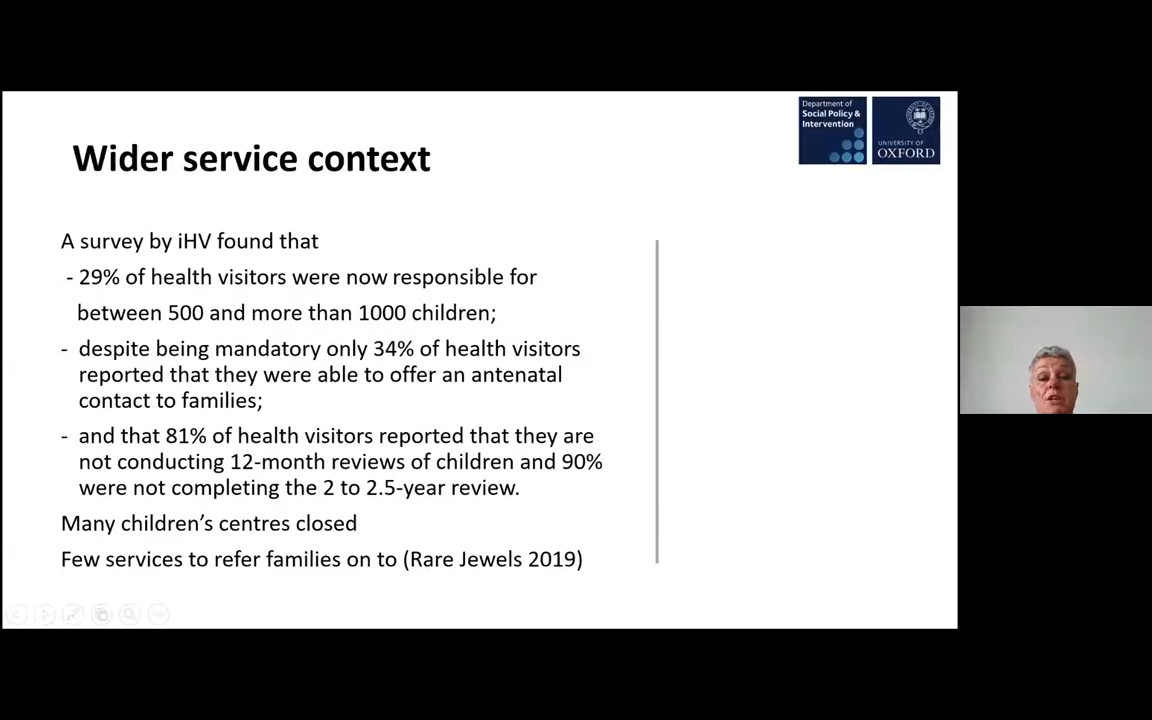 Department of
Social Policy &
Intervention
UNIVERSITY OF
OXFORD
Wider service context
A survey by iHV found that
- 29% of health visitors were now responsible for
between 500 and more than 1000 children;
- despite being mandatory only 34% of health visitors
reported that they were able to offer an antenatal
contact to families;
- and that 81% of health visitors reported that they are
not conducting 12-month reviews of children and 90%
were not completing the 2 to 2.5-year review.
Many children’s centres closed
Few services to refer families on to (Rare Jewels 2019)